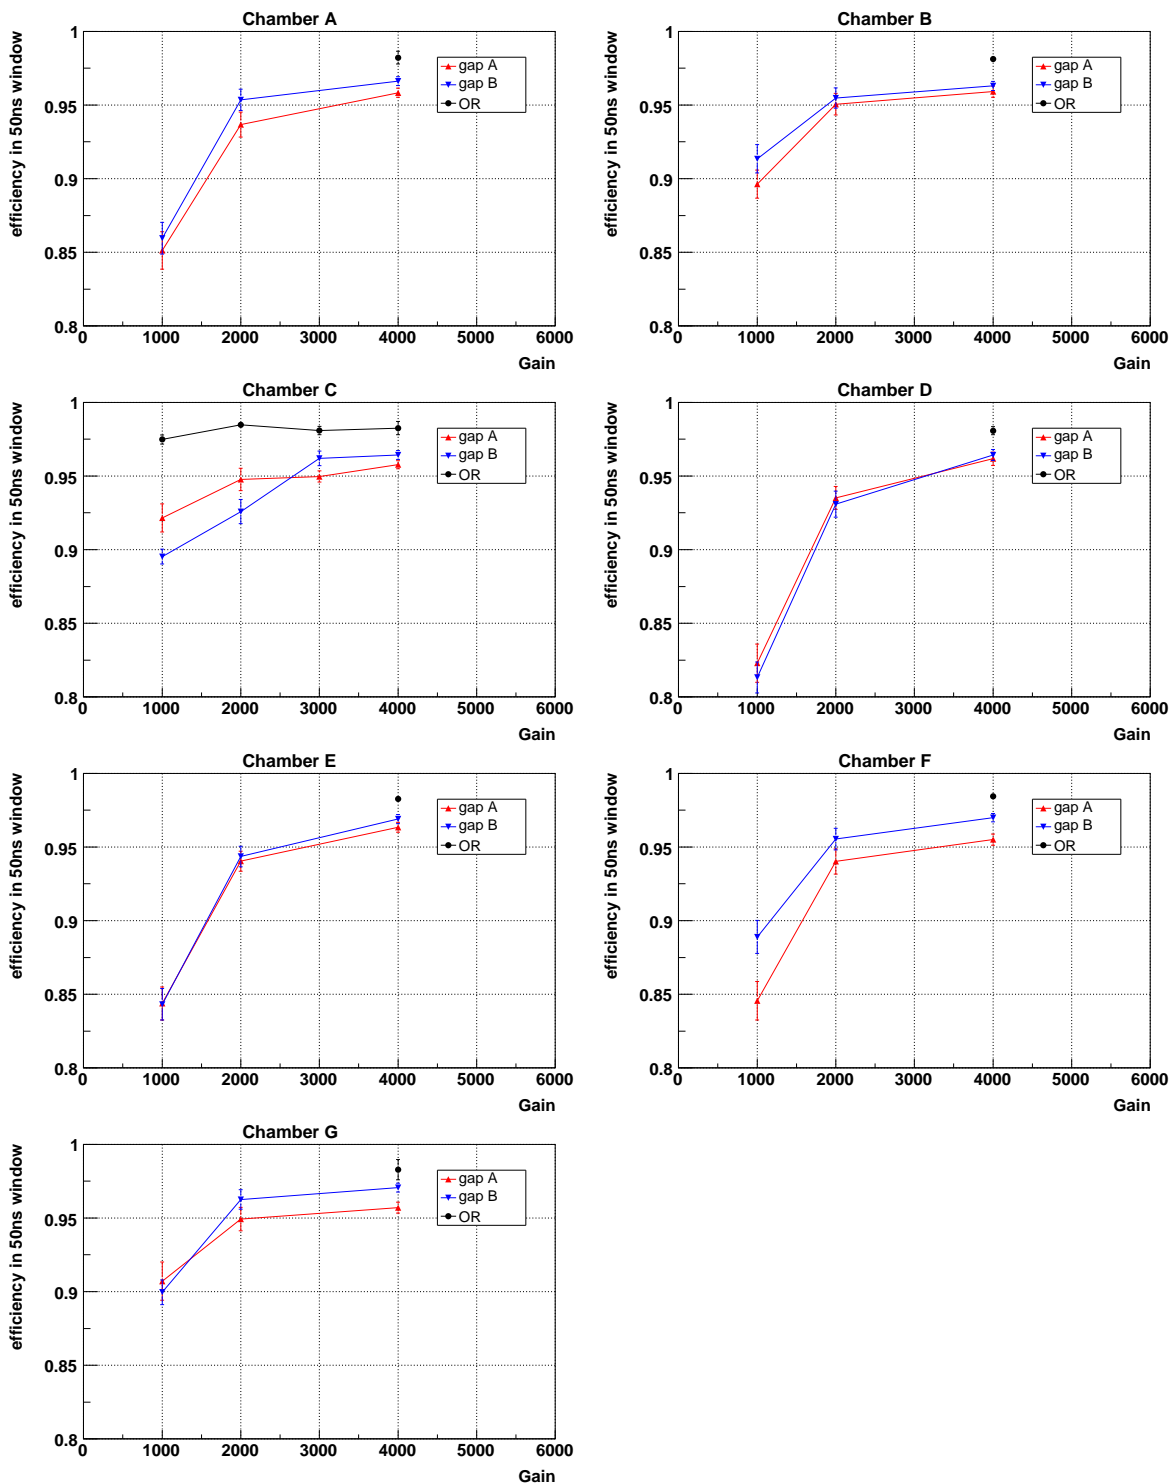 Chamber A
efficiency in 50ns window
1
0.95
0.9
0.85
0.8
gap A
gap B
OR
0 1000 2000 3000 4000 5000 6000
Gain
Chamber B
efficiency in 50ns window
1
0.95
0.9
0.85
0.8
gap A
gap B
OR
0 1000 2000 3000 4000 5000 6000
Gain
Chamber C
efficiency in 50ns window
1
0.95
0.9
0.85
0.8
gap A
gap B
OR
0 1000 2000 3000 4000 5000 6000
Gain
Chamber D
efficiency in 50ns window
1
0.95
0.9
0.85
0.8
gap A
gap B
OR
0 1000 2000 3000 4000 5000 6000
Gain
Chamber E
efficiency in 50ns window
1
0.95
0.9
0.85
0.8
gap A
gap B
OR
0 1000 2000 3000 4000 5000 6000
Gain
Chamber F
efficiency in 50ns window
1
0.95
0.9
0.85
0.8
gap A
gap B
OR
0 1000 2000 3000 4000 5000 6000
Gain
Chamber G
efficiency in 50ns window
1
0.95
0.9
0.85
0.8
gap A
gap B
OR
0 1000 2000 3000 4000 5000 6000
Gain